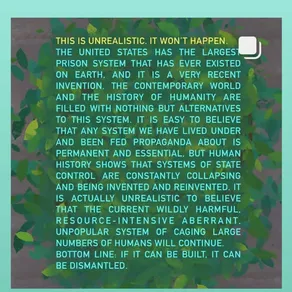 THIS IS UNREALISTIC. IT WON'T HAPPEN.
THE UNITED STATES HAS THE LARGEST
PRISON SYSTEM THAT HAS EVER EXISTED
ON EARTH, AND IT IS A VERY RECENT
INVENTION. THE CONTEMPORARY WORLD
AND THE HISTORY OF HUMANITY ARE
FILLED WITH NOTHING BUT ALTERNATIVES
TO THIS SYSTEM. IT IS EASY TO BELIEVE
THAT ANY SYSTEM WE HAVE LIVED UNDER
AND BEEN FED PROPAGANDA ABOUT IS
PERMANENT AND ESSENTIAL, BUT HUMAN
HISTORY SHOWS THAT SYSTEMS OF STATE
CONTROL ARE CONSTANTLY COLLAPSING
AND BEING INVENTED AND REINVENTED. IT
IS ACTUALLY UNREALISTIC TO BELIEVE
THAT THE CURRENT WILDLY HARMFUL,
RESOURCE-INTENSIVE ABERRANT,
UNPOPULAR SYSTEM OF CAGING LARGE
NUMBERS OF HUMANS WILL CONTINUE.
BOTTOM LINE: IF IT CAN BE BUILT, IT CAN
BE DISMANTLED.